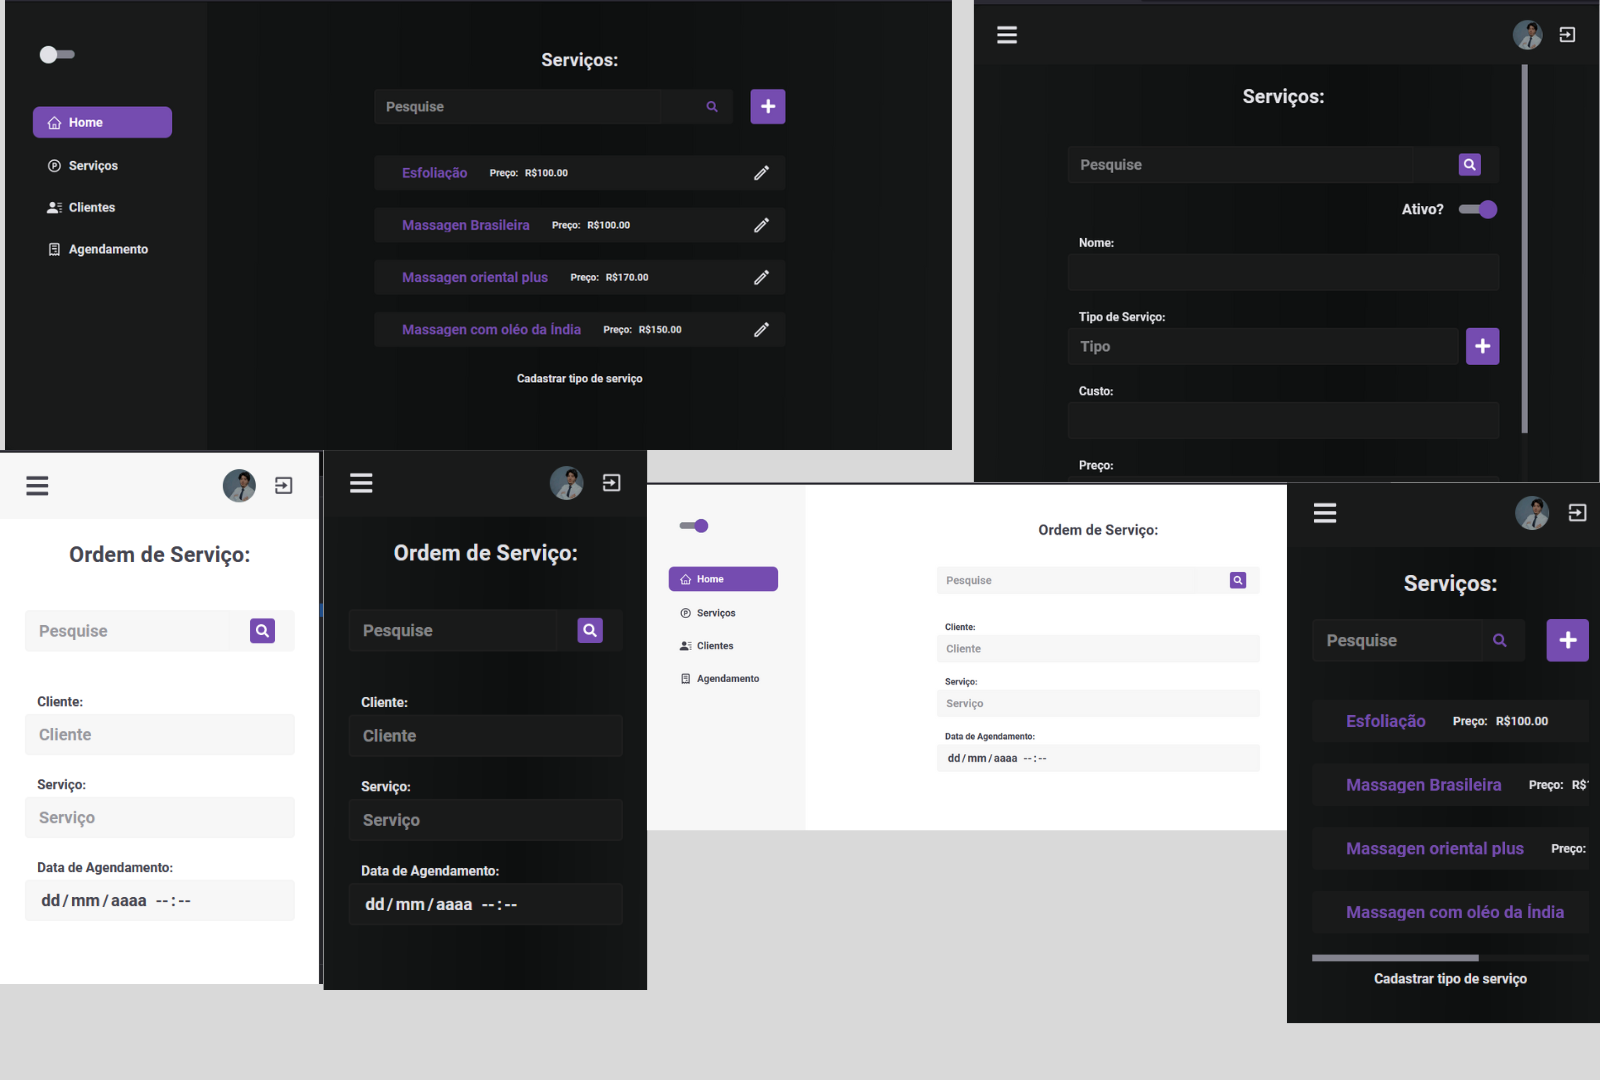 Home
Serviços
Clientes
Agendamento
Serviços:
Pesquise
Esfoliação Preço: R$100.00
Massagen Brasileira Preço: R$100.00
Massagen oriental plus Preço: R$170.00
Massagen com oléo da Índia Preço: R$150.00
Cadastrar tipo de serviço
Serviços:
Pesquise
Ativo?
Nome:
Tipo de Serviço:
Tipo
Custo:
Preço:
Ordem de Serviço:
Pesquise
Cliente:
Cliente
Serviço:
Serviço
Data de Agendamento:
dd/mm/aaaa --:--
Ordem de Serviço:
Pesquise
Cliente:
Cliente
Serviço:
Serviço
Data de Agendamento:
dd/mm/aaaa --:--
Home
Serviços
Clientes
Agendamento
Ordem de Serviço:
Pesquise
Cliente:
Cliente
Serviço:
Serviço
Data de Agendamento:
dd/mm/aaaa --:--
Serviços:
Pesquise
Esfoliação Preço: R$100.00
Massagen Brasileira Preço: R$
Massagen oriental plus Preço:
Massagen com oléo da Índia
Cadastrar tipo de serviço